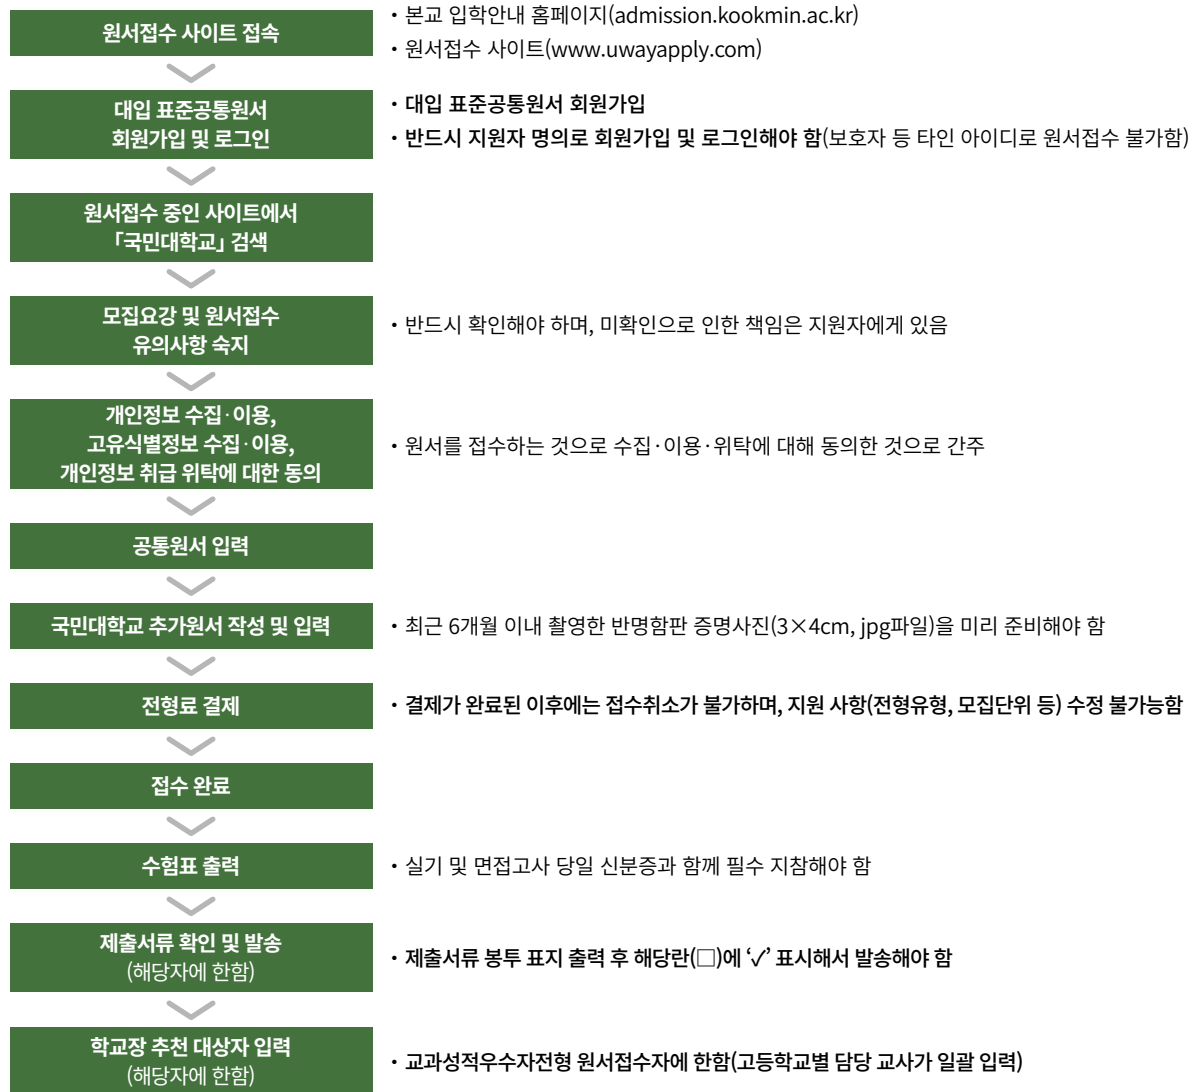 원서접수 사이트 접속
• 본교 입학안내 홈페이지(admission.kookmin.ac.kr)
• 원서접수 사이트(www.uwayapply.com)
대입 표준공통원서
회원가입 및 로그인
• 대입 표준공통원서 회원가입
• 반드시 지원자 명의로 회원가입 및 로그인해야 함(보호자 등 타인 아이디로 원서접수 불가함)
원서접수 중인 사이트에서
「국민대학교」 검색
모집요강 및 원서접수
유의사항 숙지
• 반드시 확인해야 하며, 미확인으로 인한 책임은 지원자에게 있음
개인정보 수집·이용,
고유식별정보 수집·이용,
개인정보 취급 위탁에 대한 동의
• 원서를 접수하는 것으로 수집·이용·위탁에 대해 동의한 것으로 간주
공통원서 입력
국민대학교 추가원서 작성 및 입력
• 최근 6개월 이내 촬영한 반명함판 증명사진(3×4cm, jpg파일)을 미리 준비해야 함
전형료 결제
• 결제가 완료된 이후에는 접수취소가 불가하며, 지원 사항(전형유형, 모집단위 등) 수정 불가능함
접수 완료
수험표 출력
• 실기 및 면접고사 당일 신분증과 함께 필수 지참해야 함
제출서류 확인 및 발송
(해당자에 한함)
• 제출서류 봉투 표지 출력 후 해당란(□)에 ‘✓’ 표시해서 발송해야 함
학교장 추천 대상자 입력
(해당자에 한함)
• 교과성적우수자전형 원서접수자에 한함(고등학교별 담당 교사가 일괄 입력)